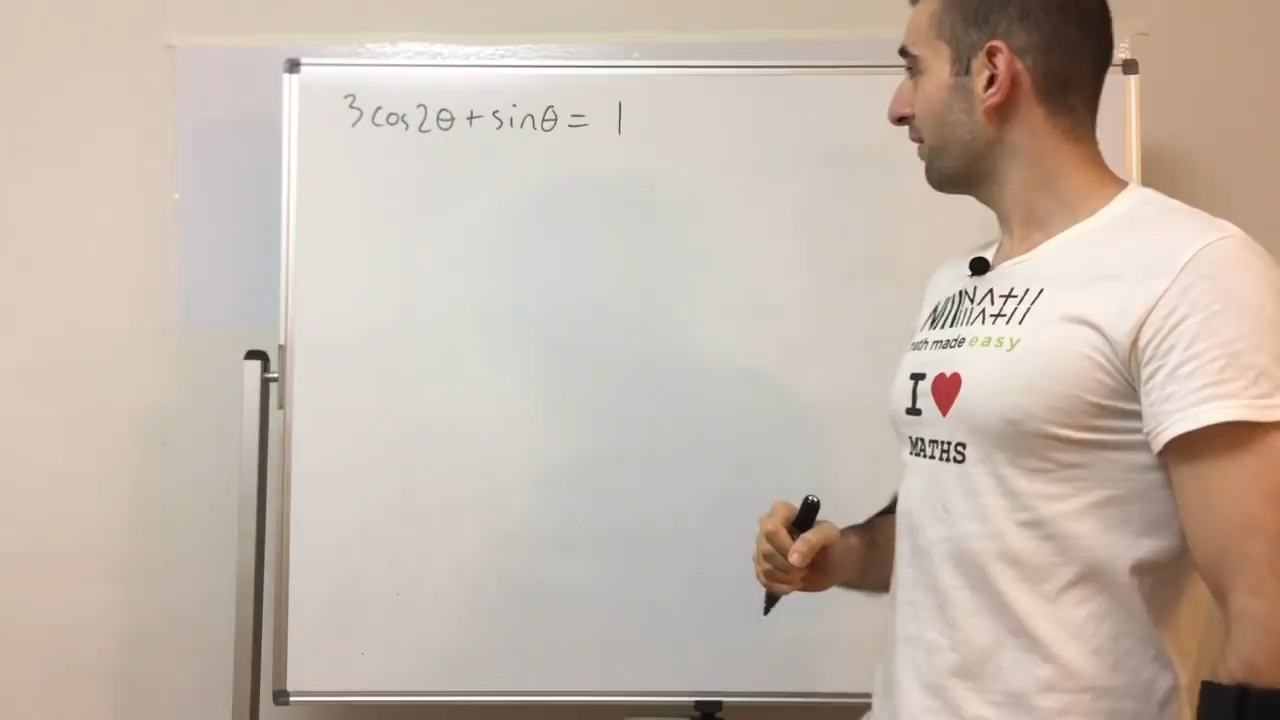 3cos2θ+sinθ= 1
math made easy
I ♥
MATHS